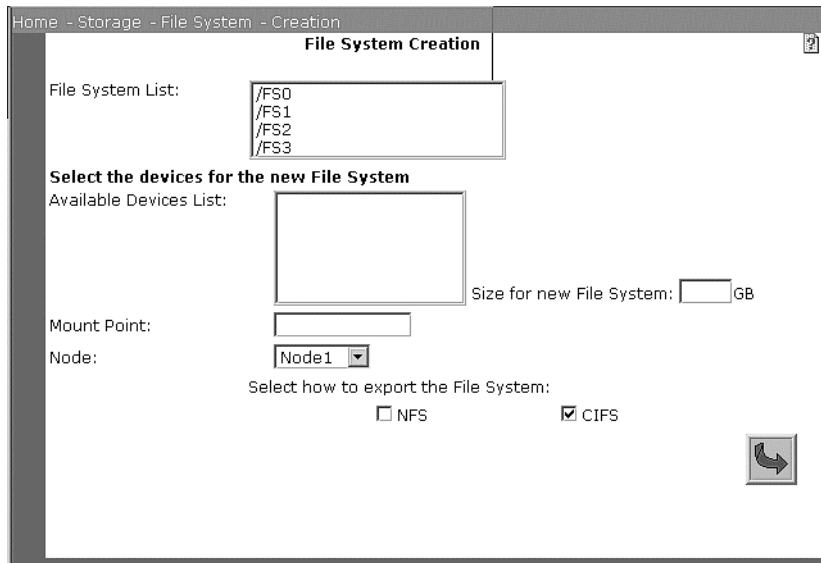 Home - Storage - File System - Creation
File System Creation
File System List:
/FS0
/FS1
/FS2
/FS3
Select the devices for the new File System
Available Devices List:
Size for new File System: GB
Mount Point:
Node: Node1
Select how to export the File System:
NFS CIFS